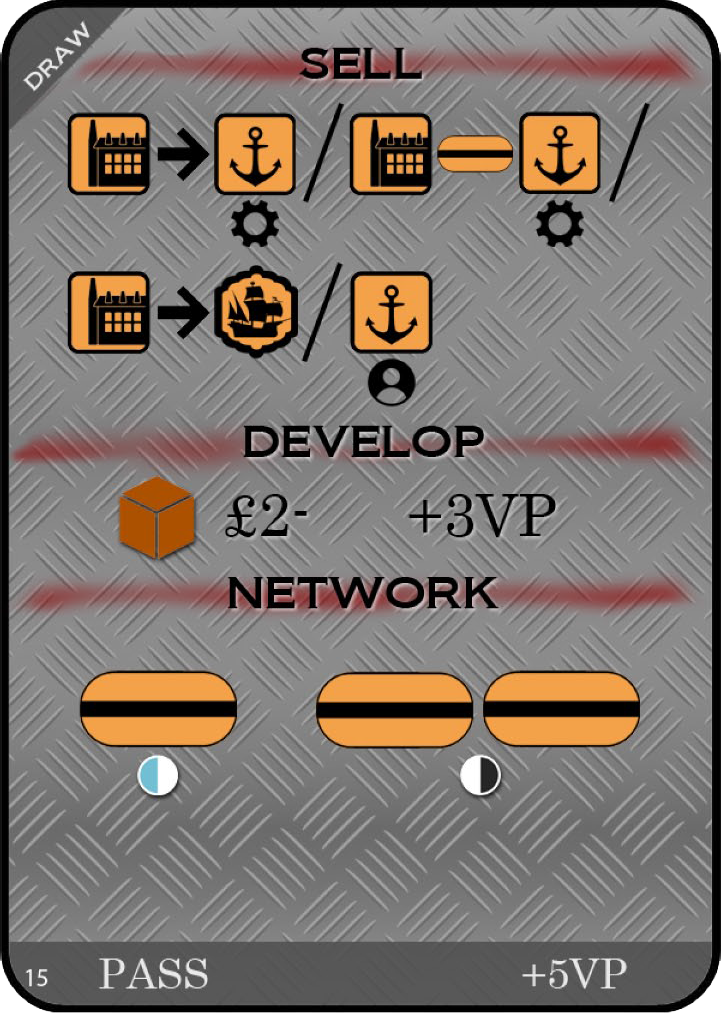 DRAW
SELL
DEVELOP
£2- +3VP
NETWORK
15 PASS +5VP